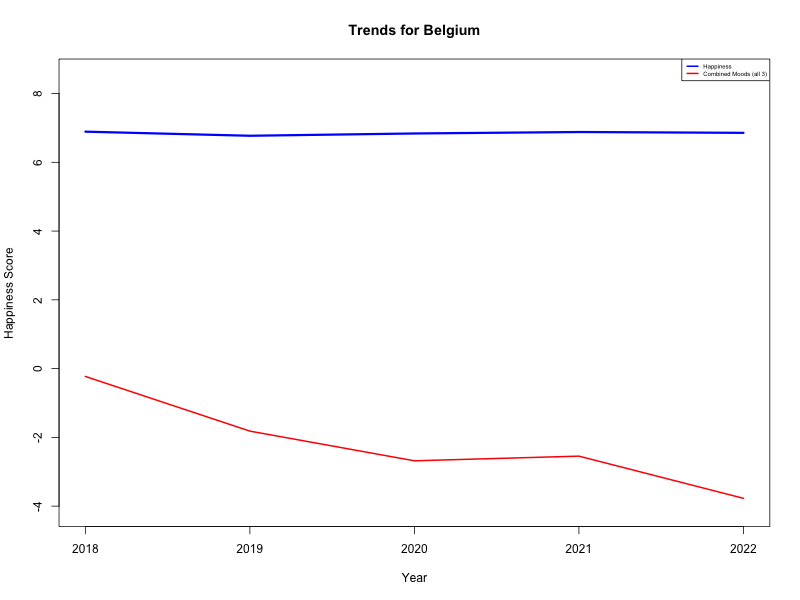 Trends for Belgium
Happiness
Combined Moods (all 3)
Happiness Score
8
6
4
2
0
-2
-4
2018 2019 2020 2021 2022
Year